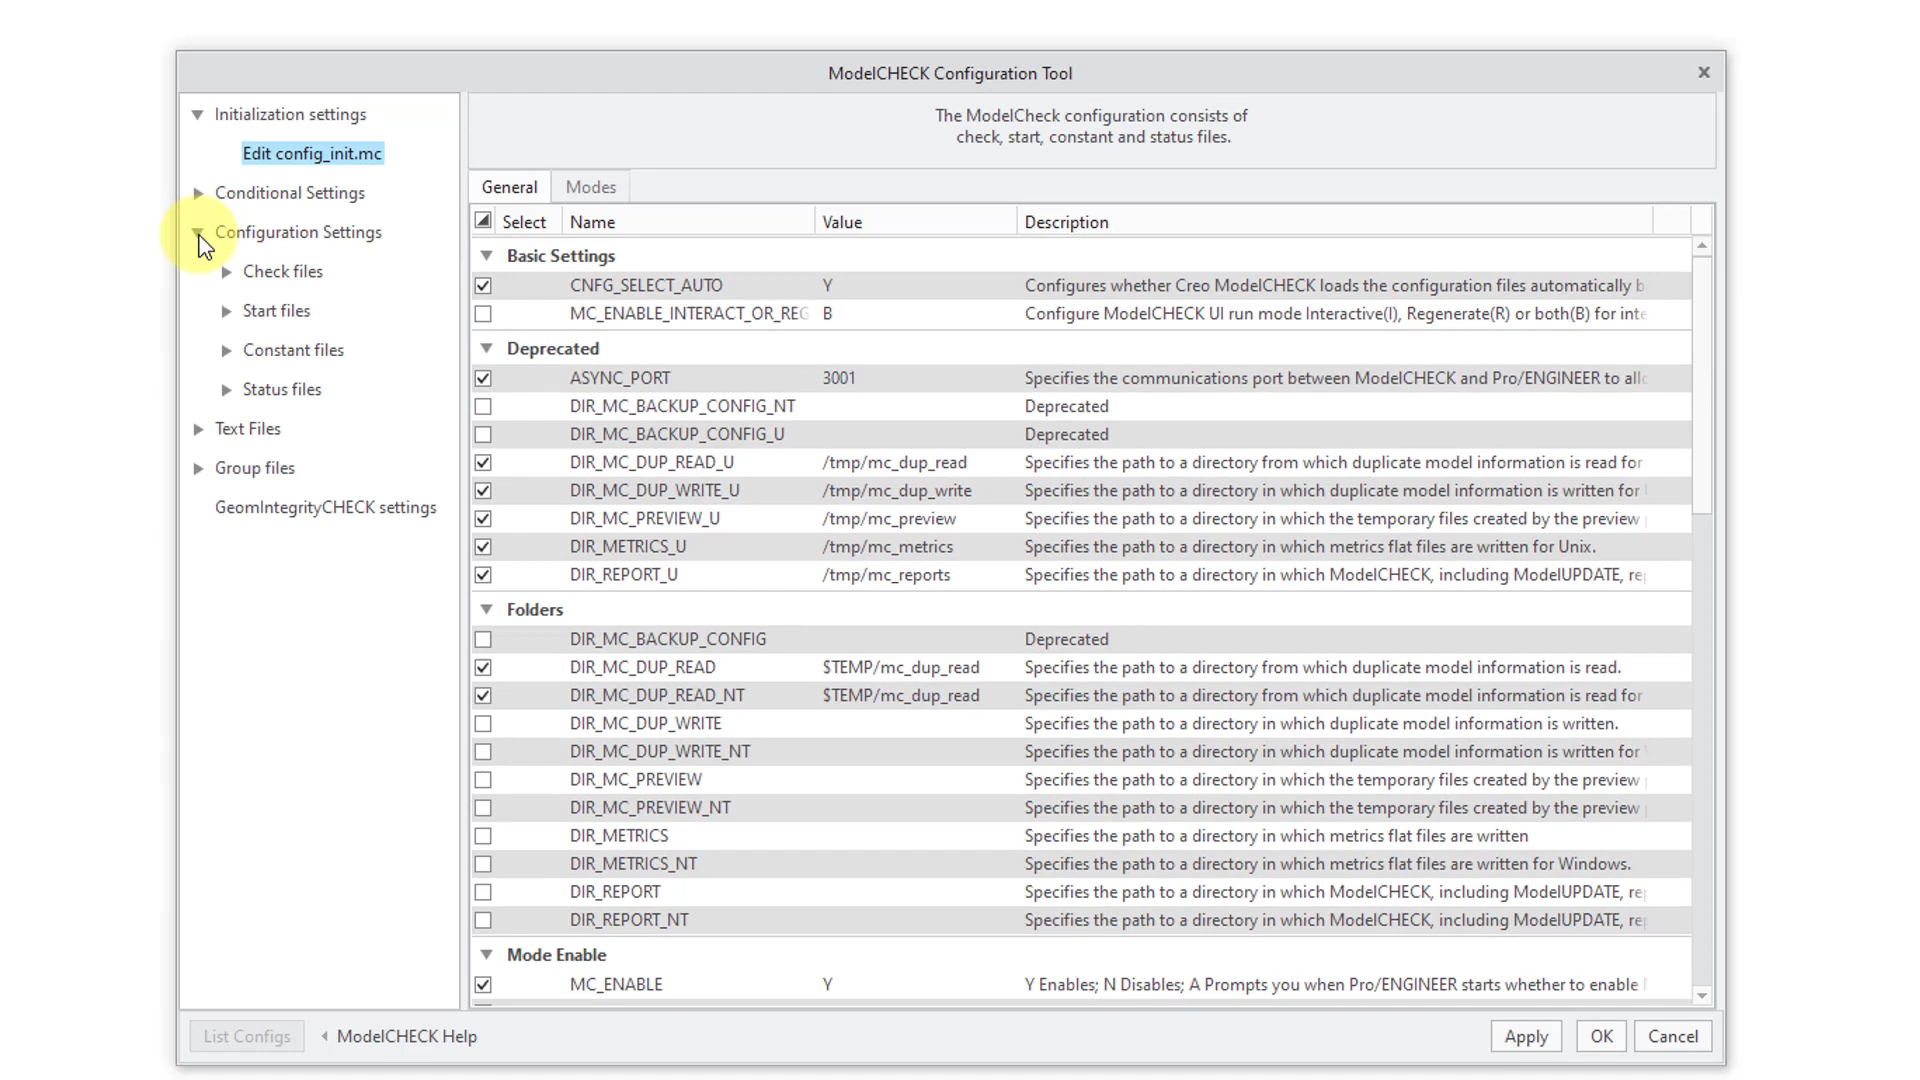 ModelCHECK Configuration Tool
Initialization settings
Edit config_init.mc
Conditional Settings
Configuration Settings
Check files
Start files
Constant files
Status files
Text Files
Group files
GeomIntegrityCHECK settings
The ModelCheck configuration consists of
check, start, constant and status files.
General Modes
Select Name Value Description
Basic Settings
CNFG_SELECT_AUTO Y Configures whether Creo ModelCHECK loads the configuration files automatically
MC_ENABLE_INTERACT_OR_REG B Configure ModelCHECK UI run mode Interactive(I), Regenerate(R) or both(B) for
Deprecated
ASYNC_PORT 3001 Specifies the communications port between ModelCHECK and Pro/ENGINEER to
DIR_MC_BACKUP_CONFIG_NT Deprecated
DIR_MC_BACKUP_CONFIG_U Deprecated
DIR_MC_DUP_READ_U /tmp/mc_dup_read Specifies the path to a directory from which duplicate model information is read for
DIR_MC_DUP_WRITE_U /tmp/mc_dup_write Specifies the path to a directory in which duplicate model information is written for
DIR_MC_PREVIEW_U /tmp/mc_preview Specifies the path to a directory in which the temporary files created by the preview
DIR_METRICS_U /tmp/mc_metrics Specifies the path to a directory in which metrics flat files are written for Unix.
DIR_REPORT_U /tmp/mc_reports Specifies the path to a directory in which ModelCHECK, including ModelUPDATE,
Folders
DIR_MC_BACKUP_CONFIG Deprecated
DIR_MC_DUP_READ $TEMP/mc_dup_read Specifies the path to a directory from which duplicate model information is read.
DIR_MC_DUP_READ_NT $TEMP/mc_dup_read Specifies the path to a directory from which duplicate model information is read for
DIR_MC_DUP_WRITE Specifies the path to a directory in which duplicate model information is written.
DIR_MC_DUP_WRITE_NT Specifies the path to a directory in which duplicate model information is written for
DIR_MC_PREVIEW Specifies the path to a directory in which the temporary files created by the preview
DIR_MC_PREVIEW_NT Specifies the path to a directory in which the temporary files created by the preview
DIR_METRICS Specifies the path to a directory in which metrics flat files are written
DIR_METRICS_NT Specifies the path to a directory in which metrics flat files are written for Windows.
DIR_REPORT Specifies the path to a directory in which ModelCHECK, including ModelUPDATE,
DIR_REPORT_NT Specifies the path to a directory in which ModelCHECK, including ModelUPDATE,
Mode Enable
MC_ENABLE Y Y Enables; N Disables; A Prompts you when Pro/ENGINEER starts whether to enable
List Configs ModelCHECK Help Apply OK Cancel